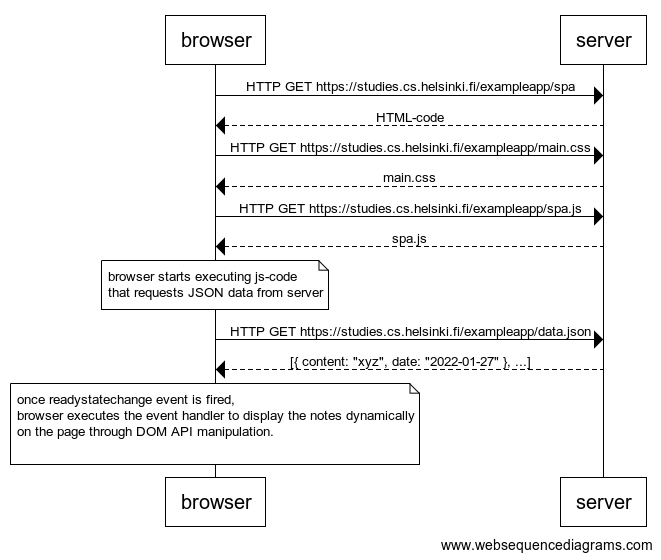 browser
server
HTTP GET https://studies.cs.helsinki.fi/exampleapp/spa
HTML-code
HTTP GET https://studies.cs.helsinki.fi/exampleapp/main.css
main.css
HTTP GET https://studies.cs.helsinki.fi/exampleapp/spa.js
spa.js
browser starts executing js-code
that requests JSON data from server
HTTP GET https://studies.cs.helsinki.fi/exampleapp/data.json
[{ content: "xyz", date: "2022-01-27" }, ...]
once readystatechange event is fired,
browser executes the event handler to display the notes dynamically
on the page through DOM API manipulation.
browser
server
www.websequencediagrams.com